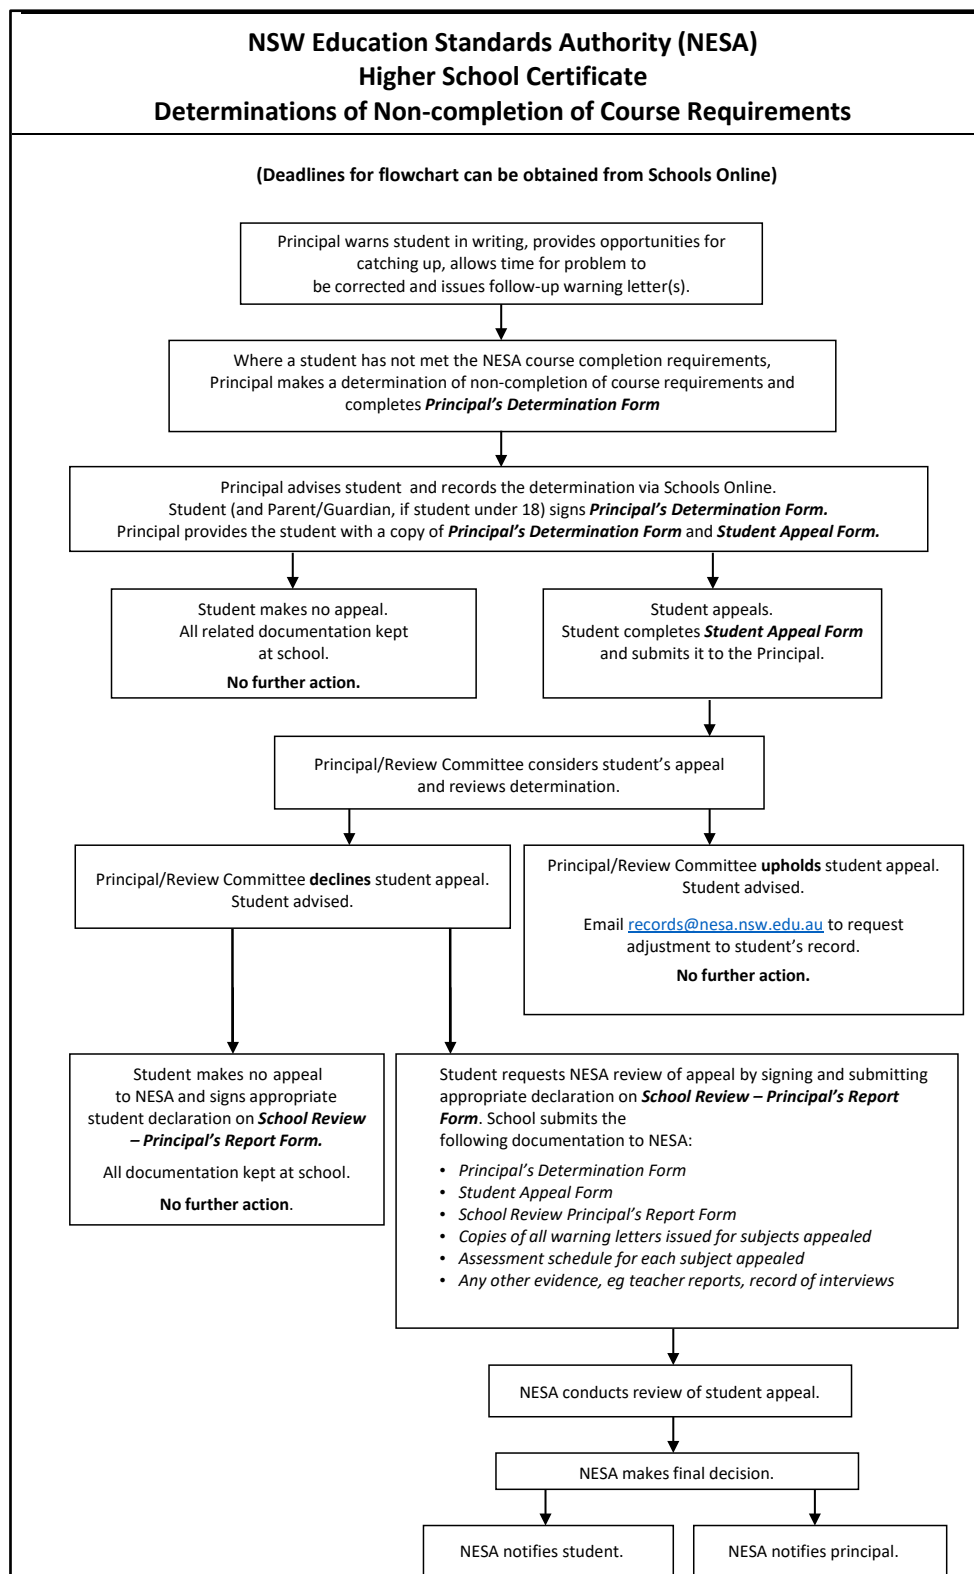 NSW Education Standards Authority (NESA)
Higher School Certificate
Determinations of Non-completion of Course Requirements
(Deadlines for flowchart can be obtained from Schools Online)
Principal warns student in writing, provides opportunities for
catching up, allows time for problem to
be corrected and issues follow-up warning letter(s).
Where a student has not met the NESA course completion requirements,
Principal makes a determination of non-completion of course requirements and
completes Principal's Determination Form
Principal advises student and records the determination via Schools Online.
Student (and Parent/Guardian, if student under 18) signs Principal's Determination Form.
Principal provides the student with a copy of Principal's Determination Form and Student Appeal Form.
Student makes no appeal.
All related documentation kept
at school.
No further action.
Student appeals.
Student completes Student Appeal Form
and submits it to the Principal.
Principal/Review Committee considers student's appeal
and reviews determination.
Principal/Review Committee declines student appeal.
Student advised.
Principal/Review Committee upholds student appeal.
Student advised.
Email records@nesa.nsw.edu.au to request
adjustment to student's record.
No further action.
Student makes no appeal
to NESA and signs appropriate
student declaration on School Review
– Principal's Report Form.
All documentation kept at school.
No further action.
Student requests NESA review of appeal by signing and submitting
appropriate declaration on School Review – Principal's Report
Form. School submits the
following documentation to NESA:
• Principal's Determination Form
• Student Appeal Form
• School Review Principal's Report Form
• Copies of all warning letters issued for subjects appealed
• Assessment schedule for each subject appealed
• Any other evidence, eg teacher reports, record of interviews
NESA conducts review of student appeal.
NESA makes final decision.
NESA notifies student.
NESA notifies principal.